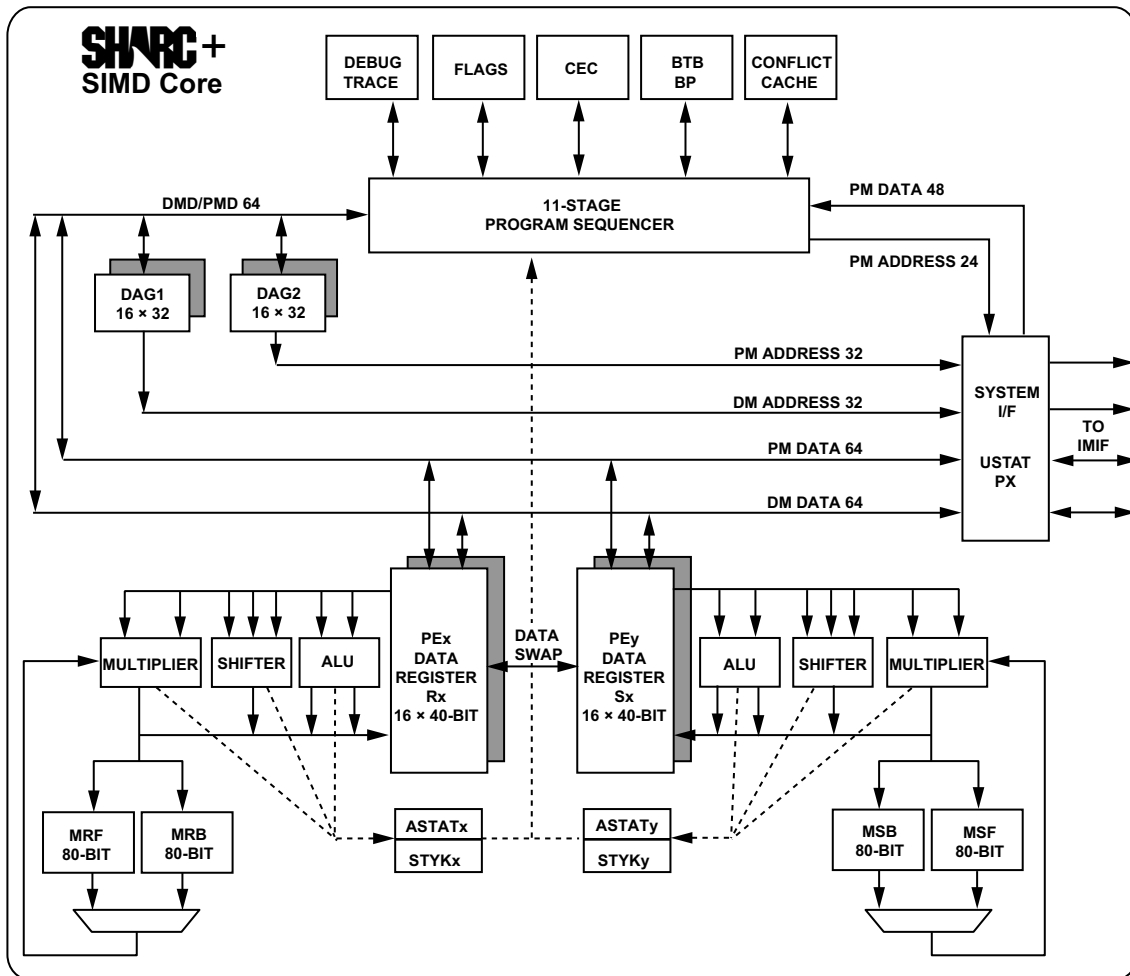 SHARC+
SIMD Core
DEBUG
TRACE
FLAGS
CEC
BTB
BP
CONFLICT
CACHE
DMD/PMD 64
11-STAGE
PROGRAM SEQUENCER
PM DATA 48
PM ADDRESS 24
DAG1
16 × 32
DAG2
16 × 32
PM ADDRESS 32
DM ADDRESS 32
PM DATA 64
DM DATA 64
SYSTEM
I/F
USTAT
PX
TO
IMIF
MULTIPLIER
SHIFTER
ALU
PEx
DATA
REGISTER
Rx
16 × 40-BIT
DATA
SWAP
PEy
DATA
REGISTER
Sx
16 × 40-BIT
ALU
SHIFTER
MULTIPLIER
MRF
80-BIT
MRB
80-BIT
ASTATx
STYKx
ASTATy
STYKy
MSB
80-BIT
MSF
80-BIT